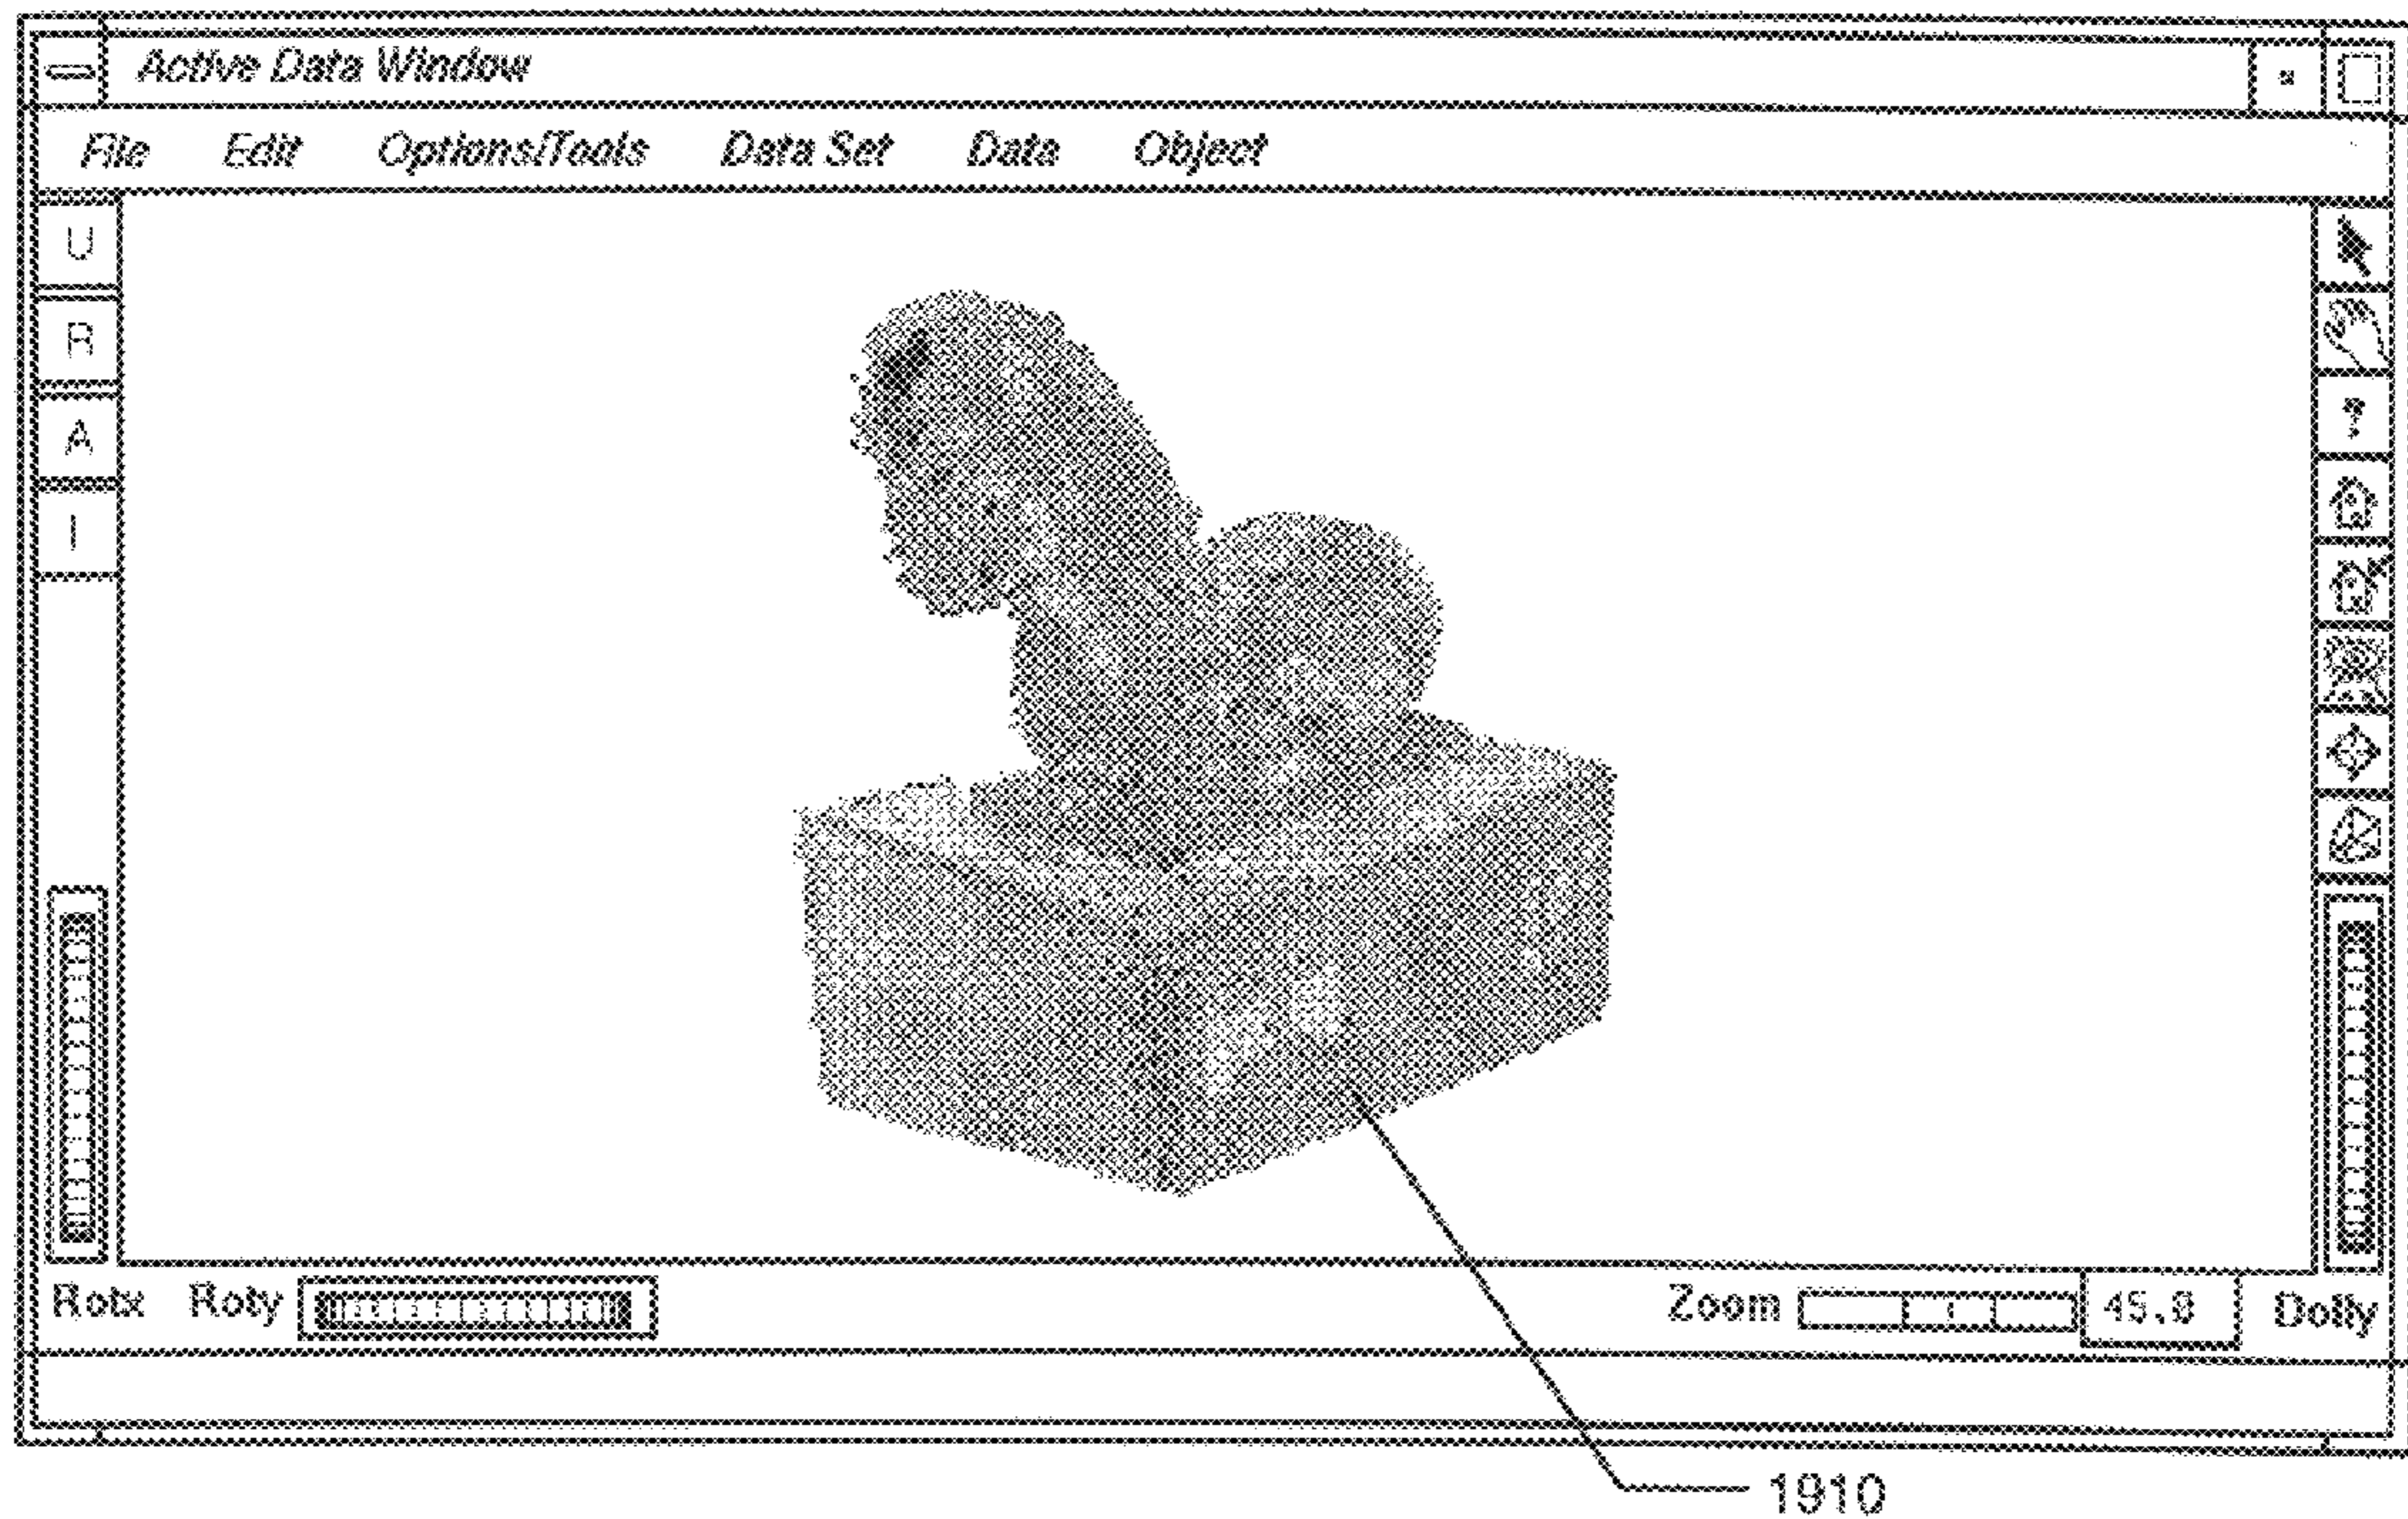 Active Data Window
File Edit Options/Tools Data Set Data Object
U
R
A
I
?
Rotx Roty Zoom 45.0 Dolly
1910